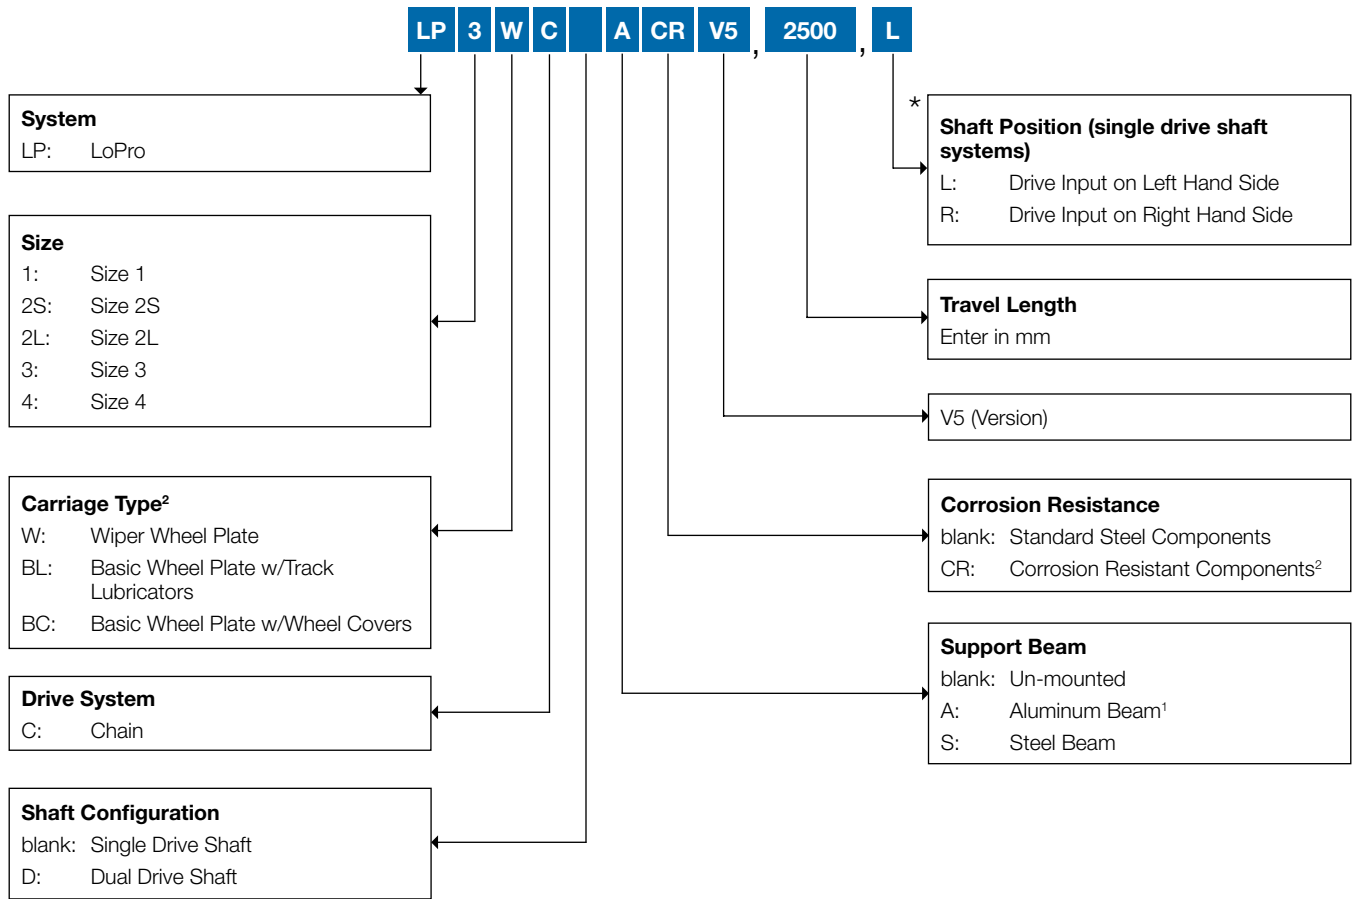 LP 3 W C A CR V5 , 2500 , L
System
LP: LoPro
Size
1: Size 1
2S: Size 2S
2L: Size 2L
3: Size 3
4: Size 4
Carriage Type²
W: Wiper Wheel Plate
BL: Basic Wheel Plate w/Track
Lubricators
BC: Basic Wheel Plate w/Wheel Covers
Drive System
C: Chain
Shaft Configuration
blank: Single Drive Shaft
D: Dual Drive Shaft
*
Shaft Position (single drive shaft
systems)
L: Drive Input on Left Hand Side
R: Drive Input on Right Hand Side
Travel Length
Enter in mm
V5 (Version)
Corrosion Resistance
blank: Standard Steel Components
CR: Corrosion Resistant Components²
Support Beam
blank: Un-mounted
A: Aluminum Beam¹
S: Steel Beam